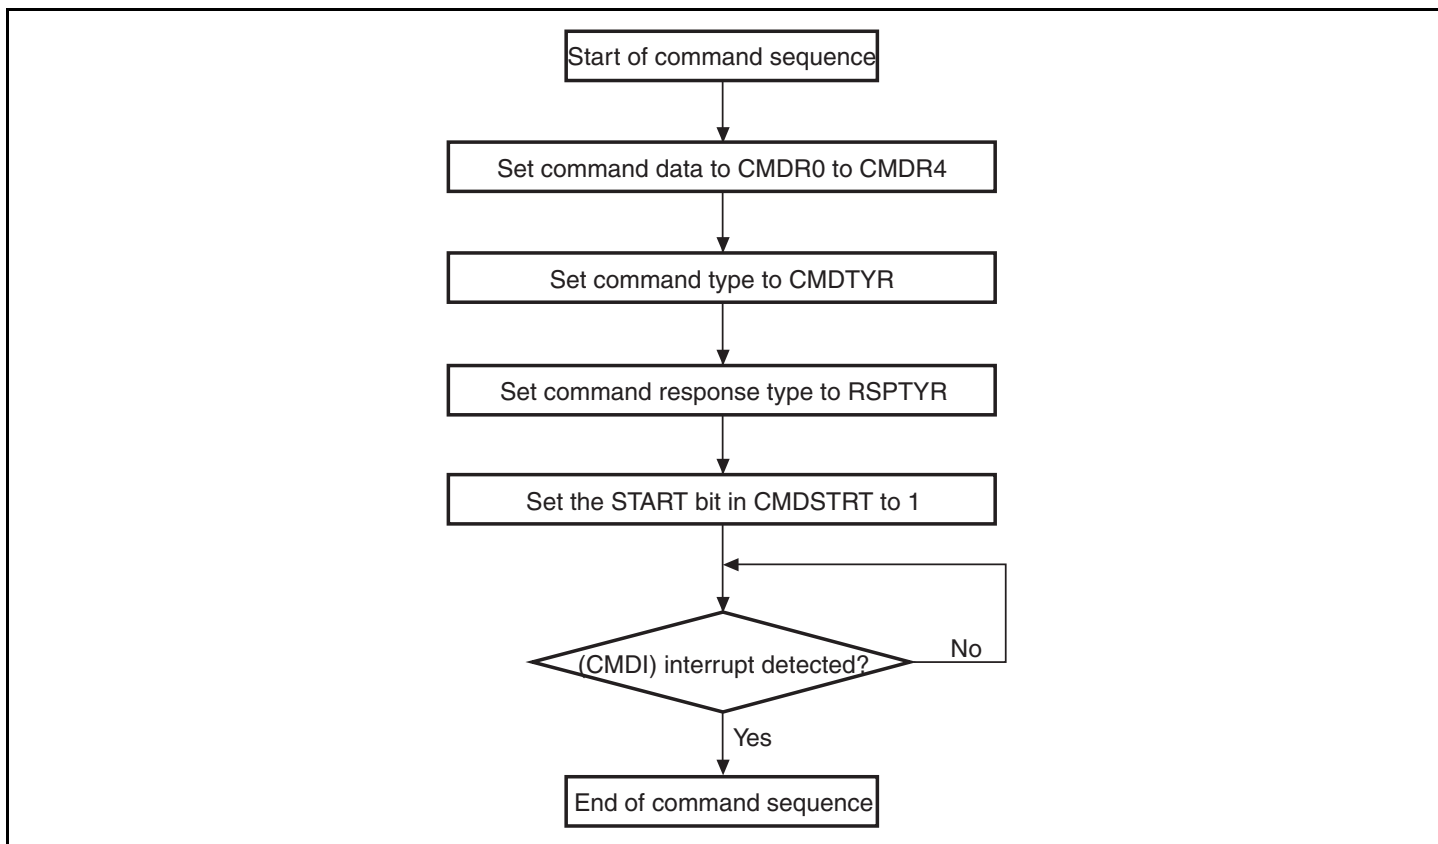 Start of command sequence
Set command data to CMDR0 to CMDR4
Set command type to CMDTYR
Set command response type to RSPTYR
Set the START bit in CMDSTRT to 1
(CMDI) interrupt detected?
No
Yes
End of command sequence